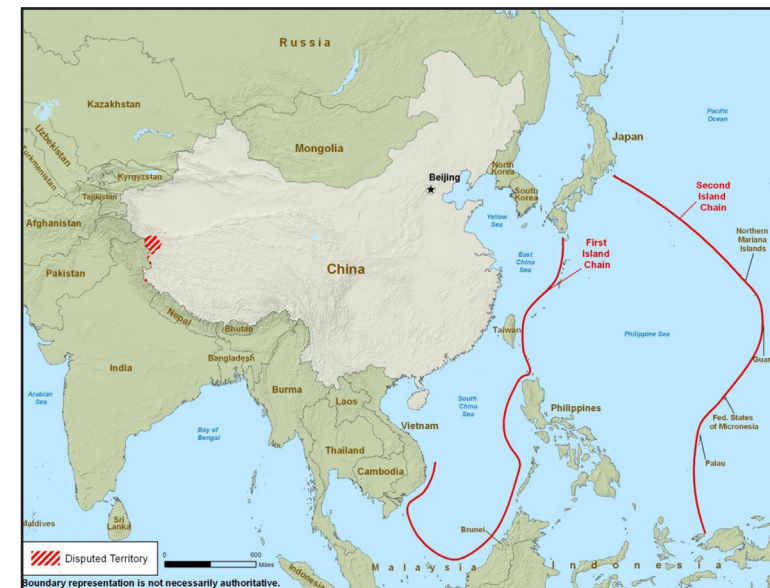 Russia
Kazakhstan
Pacific
Ocean
Uzbekistan
Mongolia
Japan
Turkmenistan
Kyrgyzstan
North
Korea
Beijing
Tajikistan
South
Korea
Second
Island
Chain
Afghanistan
Yellow
Sea
Northern
Mariana
Islands
First
Island
Chain
East
China
Sea
Pakistan
China
Nepal
Bhutan
Taiwan
Philippine Sea
Bangladesh
India
Guar
Burma
Arabian
Sea
Laos
South
China
Sea
Philippines
Fed. States
of Micronesia
Bay of
Bengal
Vietnam
Thailand
Palau
Cambodia
Maldives
Sri
Lanka
Brunei
Disputed Territory
0 600
Miles
Malaysia
Indonesia
Indonesia
Boundary representation is not necessarily authoritative.